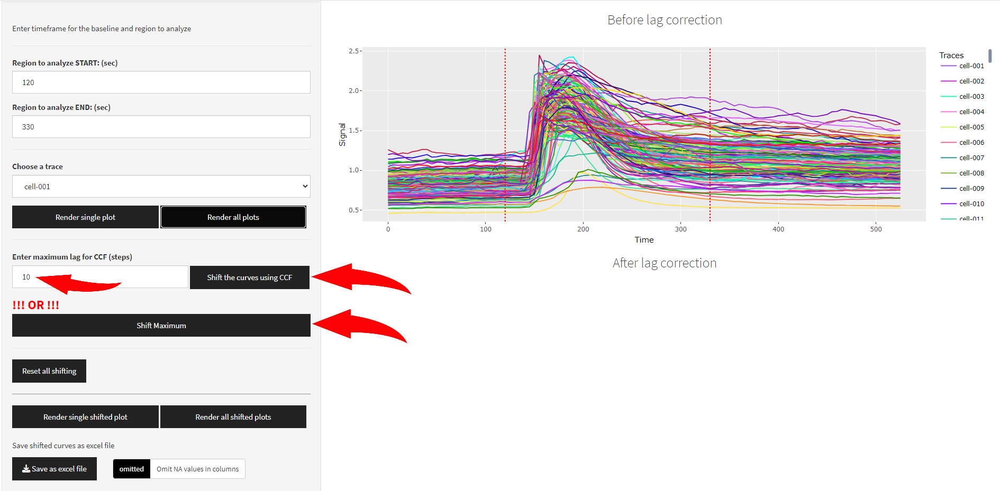 Enter timeframe for the baseline and region to analyze
Region to analyze START: (sec)
120
Region to analyze END: (sec)
330
Choose a trace
cell-001
Render single plot
Render all plots
Enter maximum lag for CCF (steps)
10
Shift the curves using CCF
!!! OR !!!
Shift Maximum
Reset all shifting
Render single shifted plot
Render all shifted plots
Save shifted curves as excel file
Save as excel file
omitted
Omit NA values in columns
Before lag correction
2.5
2.0
1.5
1.0
0.5
Signal
0
100
200
300
400
500
Time
Traces
cell-001
cell-002
cell-003
cell-004
cell-005
cell-006
cell-007
cell-008
cell-009
cell-010
cell-011
After lag correction